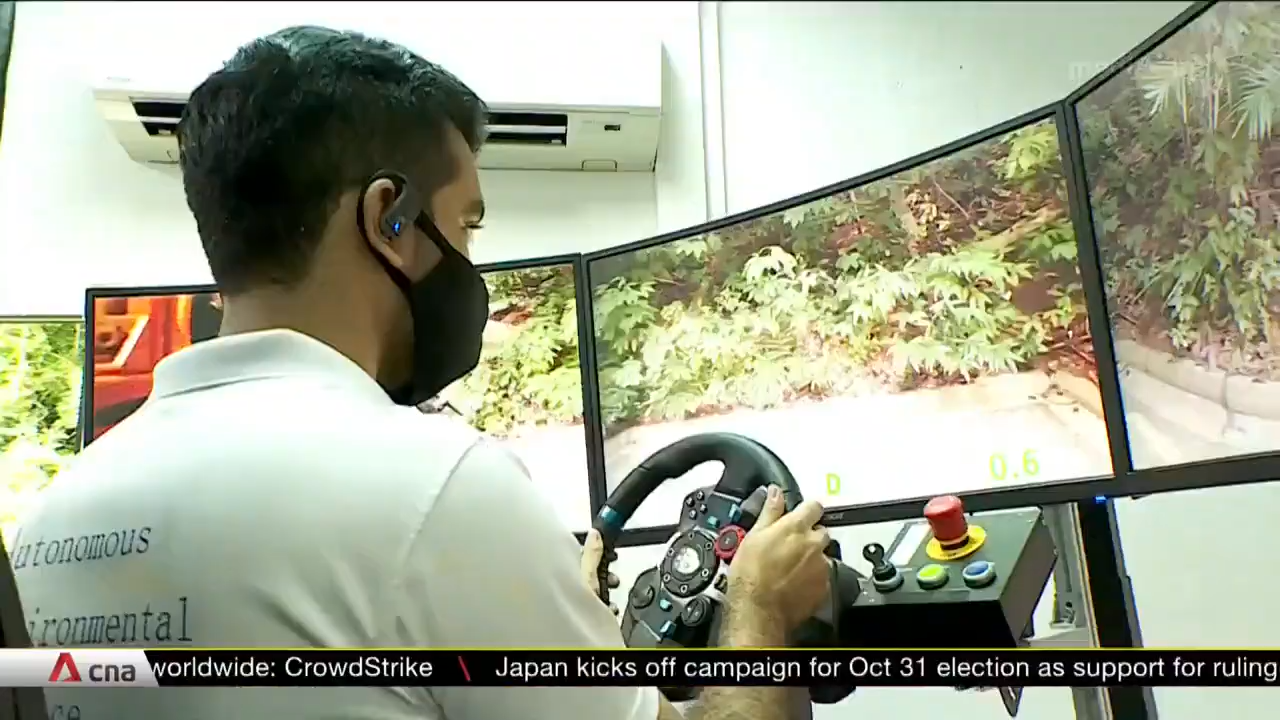 D
0.6
utonomous
ironmental
cna
worldwide: CrowdStrike \ Japan kicks off campaign for Oct 31 election as support for ruling
ce